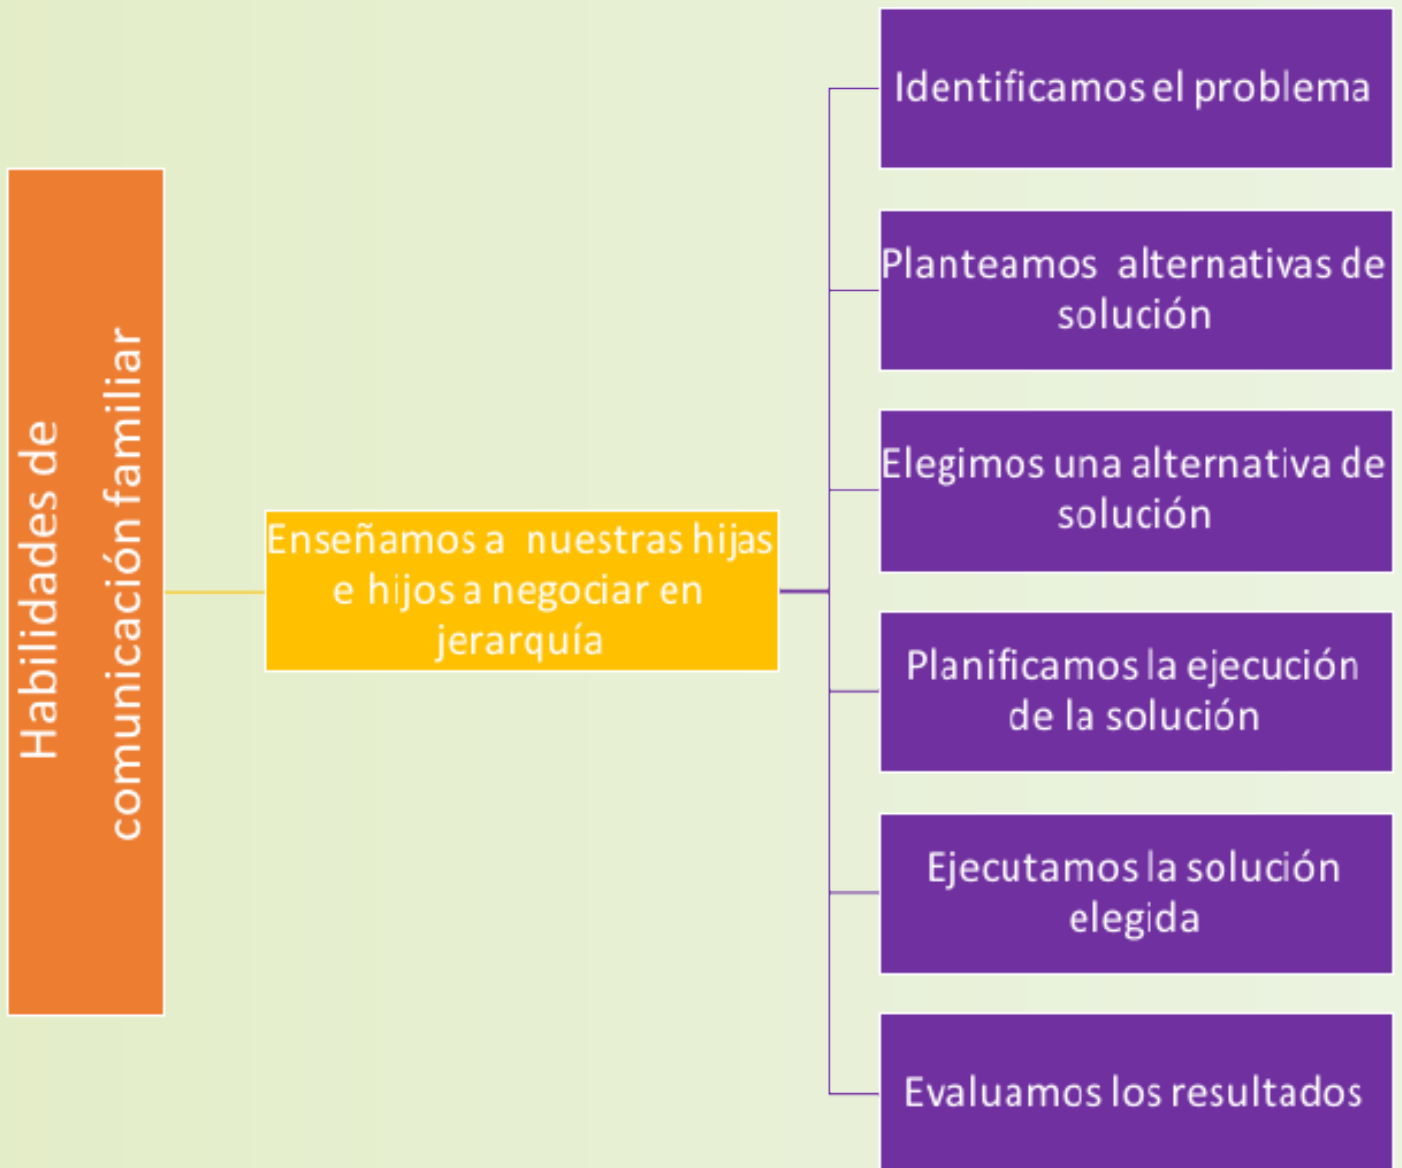 Habilidades de
comunicación familiar
Enseñamos a nuestras hijas
e hijos a negociar en
jerarquía
Identificamos el problema
Planteamos alternativas de
solución
Elegimos una alternativa de
solución
Planificamos la ejecución
de la solución
Ejecutamos la solución
elegida
Evaluamos los resultados